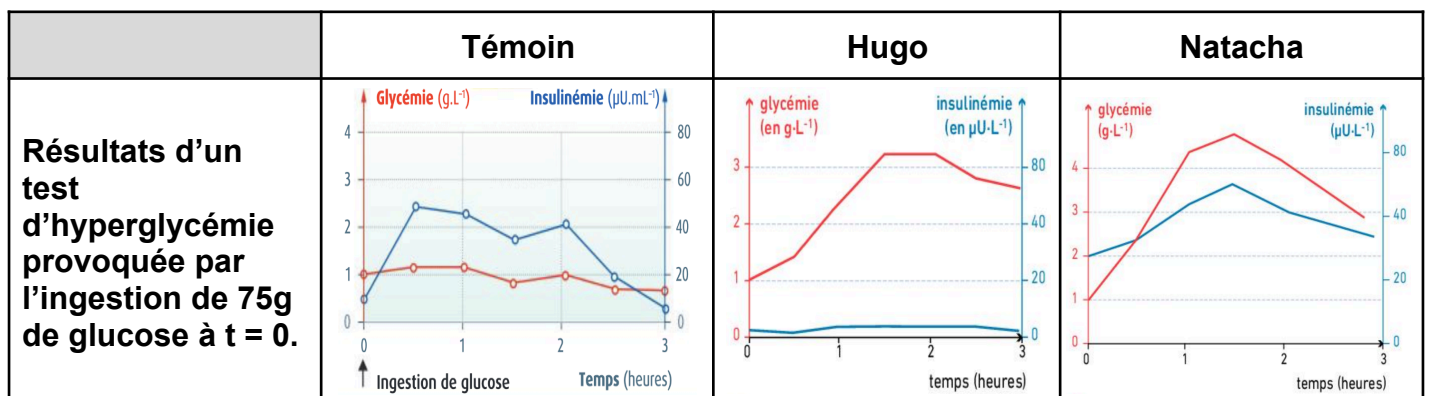 Témoin
Hugo
Natacha
Résultats d'un
test
d'hyperglycémie
provoquée par
l'ingestion de 75g
de glucose à t = 0.
Glycémie (g.L⁻¹) Insulinémie (µU.mL⁻¹)
4 80
3 60
2 40
1 20
0 0
0 1 2 3
Ingestion de glucose Temps (heures)
glycémie insulinémie
(en g·L⁻¹) (en µU·L⁻¹)
3 80
2 40
1 20
0 0
0 1 2 3
temps (heures)
glycémie insulinémie
(g·L⁻¹) (µU·L⁻¹)
4 80
3 40
2
1 20
0 0
0 1 2 3
temps (heures)